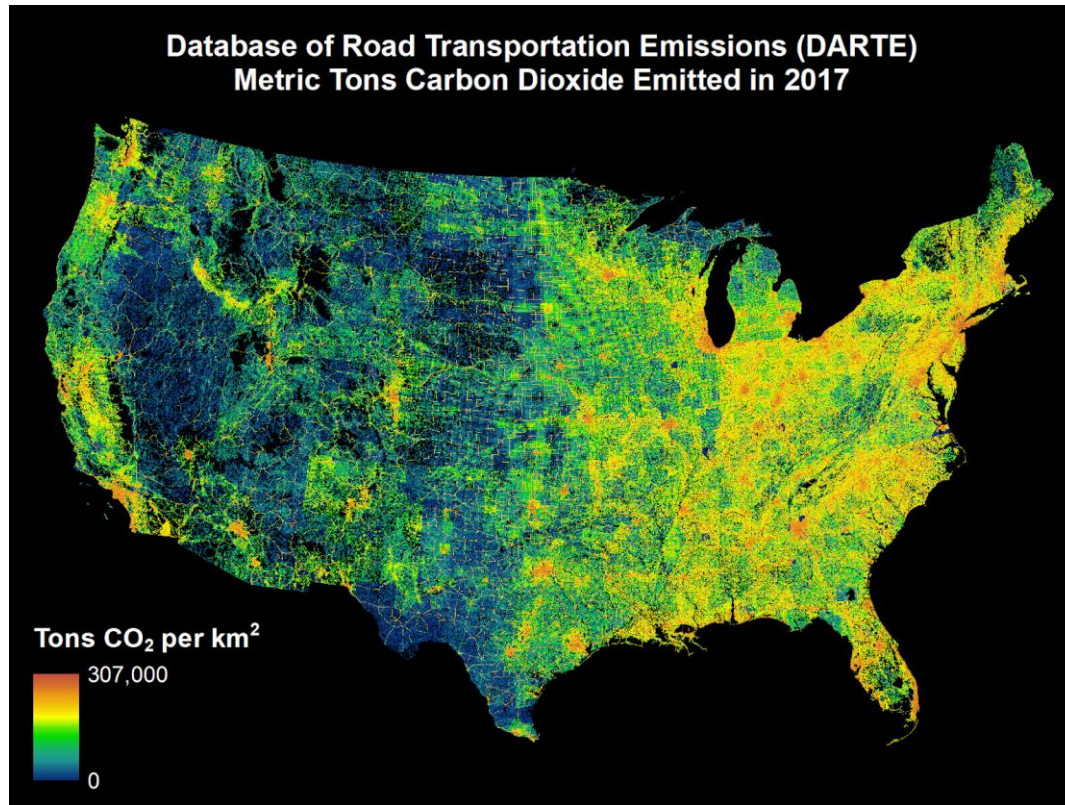 Database of Road Transportation Emissions (DARTE)
Metric Tons Carbon Dioxide Emitted in 2017
Tons CO₂ per km²
307,000
0